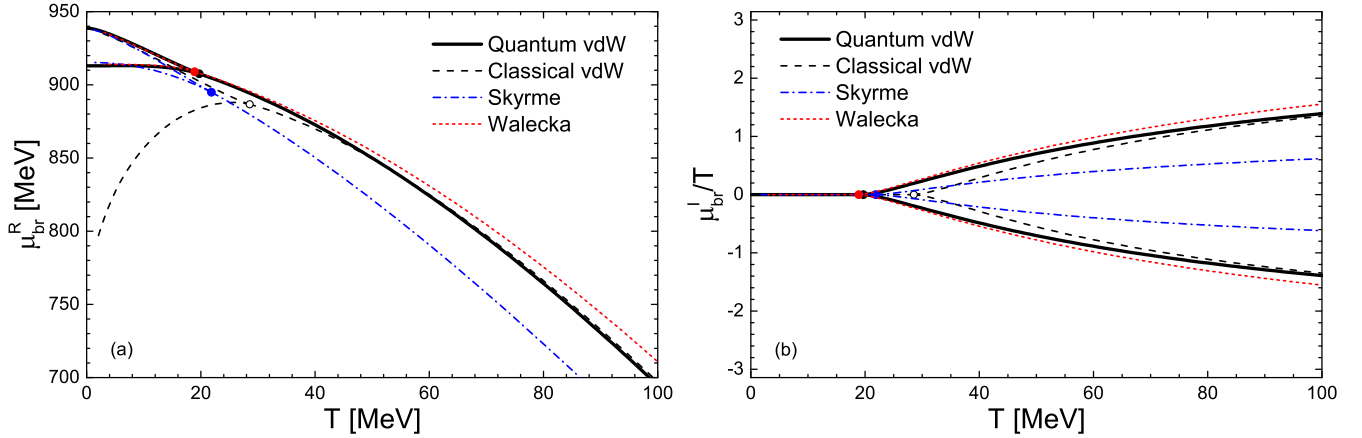 950
900
850
800
750
700
μ_br^R [MeV]
Quantum vdW
Classical vdW
Skyrme
Walecka
(a)
0 20 40 60 80 100
T [MeV]
3
2
1
0
-1
-2
-3
μ_br^I/T
Quantum vdW
Classical vdW
Skyrme
Walecka
(b)
0 20 40 60 80 100
T [MeV]